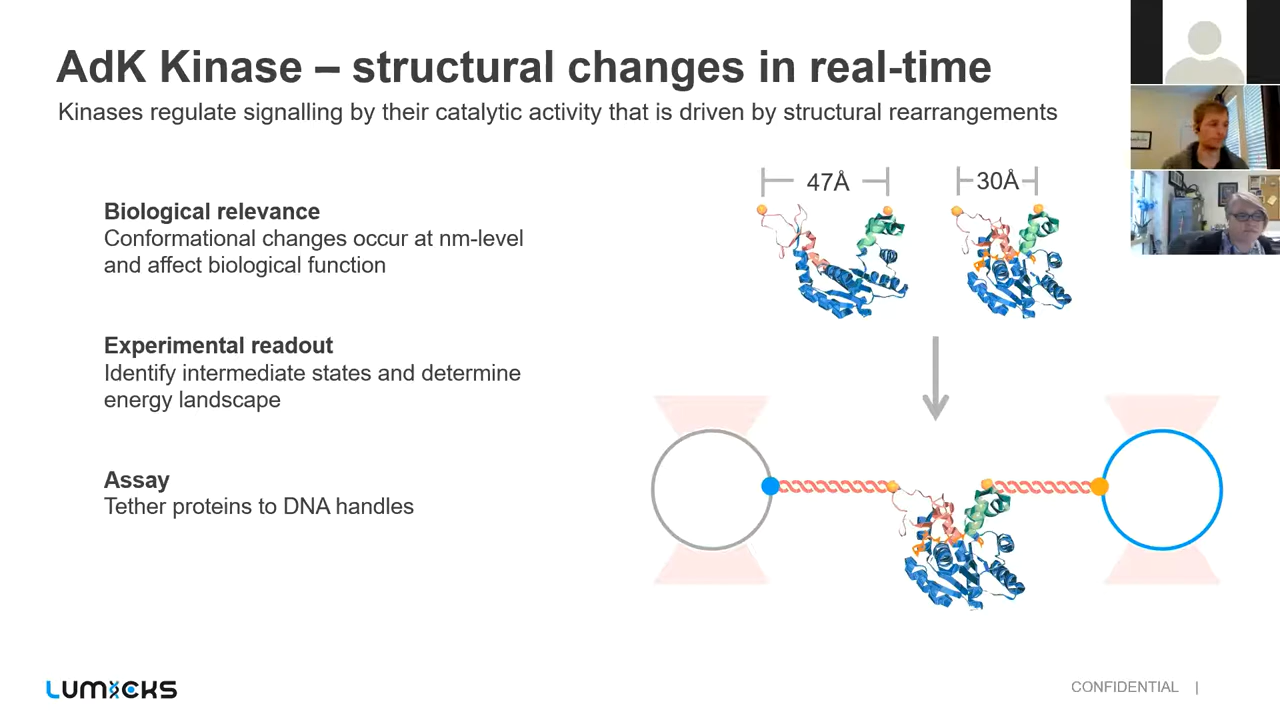 AdK Kinase – structural changes in real-time
Kinases regulate signalling by their catalytic activity that is driven by structural rearrangements
47Å
30Å
Biological relevance
Conformational changes occur at nm-level
and affect biological function
Experimental readout
Identify intermediate states and determine
energy landscape
Assay
Tether proteins to DNA handles
LUMICKS
CONFIDENTIAL |